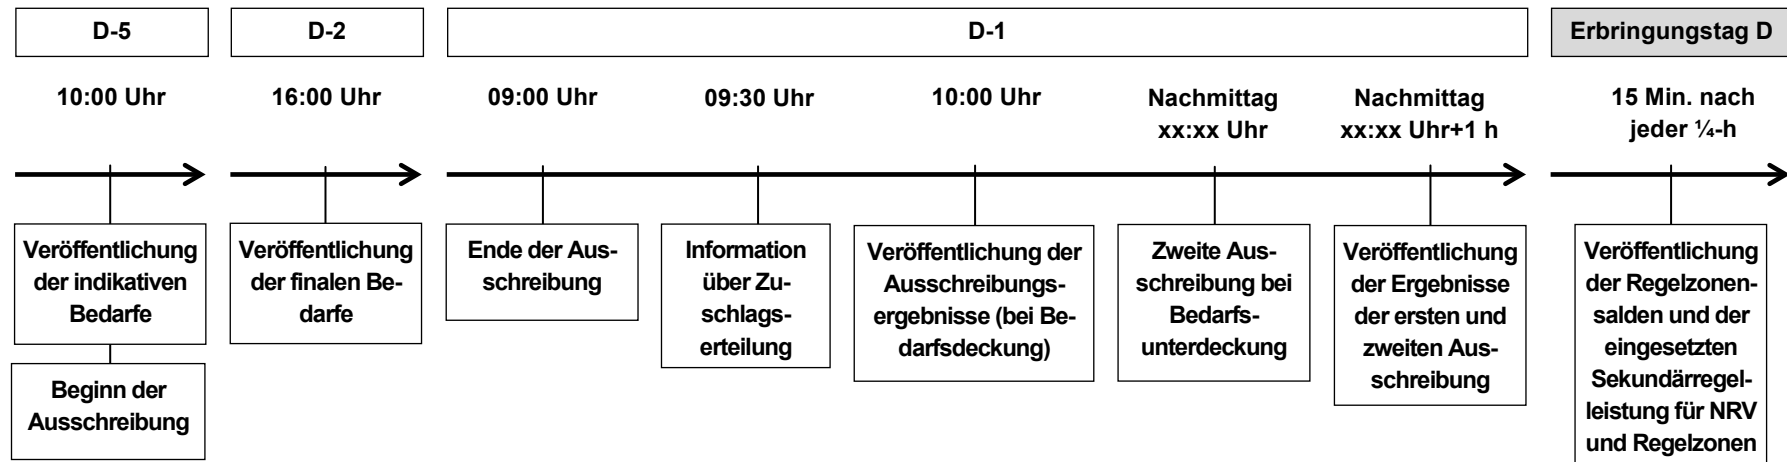 D-5
D-2
D-1
Erbringungstag D
10:00 Uhr
16:00 Uhr
09:00 Uhr
09:30 Uhr
10:00 Uhr
Nachmittag
xx:xx Uhr
Nachmittag
xx:xx Uhr+1 h
15 Min. nach
jeder ¼-h
Veröffentlichung
der indikativen
Bedarfe
Beginn der
Ausschreibung
Veröffentlichung
der finalen Be-
darfe
Ende der Aus-
schreibung
Information
über Zu-
schlags-
erteilung
Veröffentlichung der
Ausschreibungs-
ergebnisse (bei Be-
darfsdeckung)
Zweite Aus-
schreibung bei
Bedarfs-
unterdeckung
Veröffentlichung
der Ergebnisse
der ersten und
zweiten Aus-
schreibung
Veröffentlichung
der Regelzonen-
salden und der
eingesetzten
Sekundärregel-
leistung für NRV
und Regelzonen